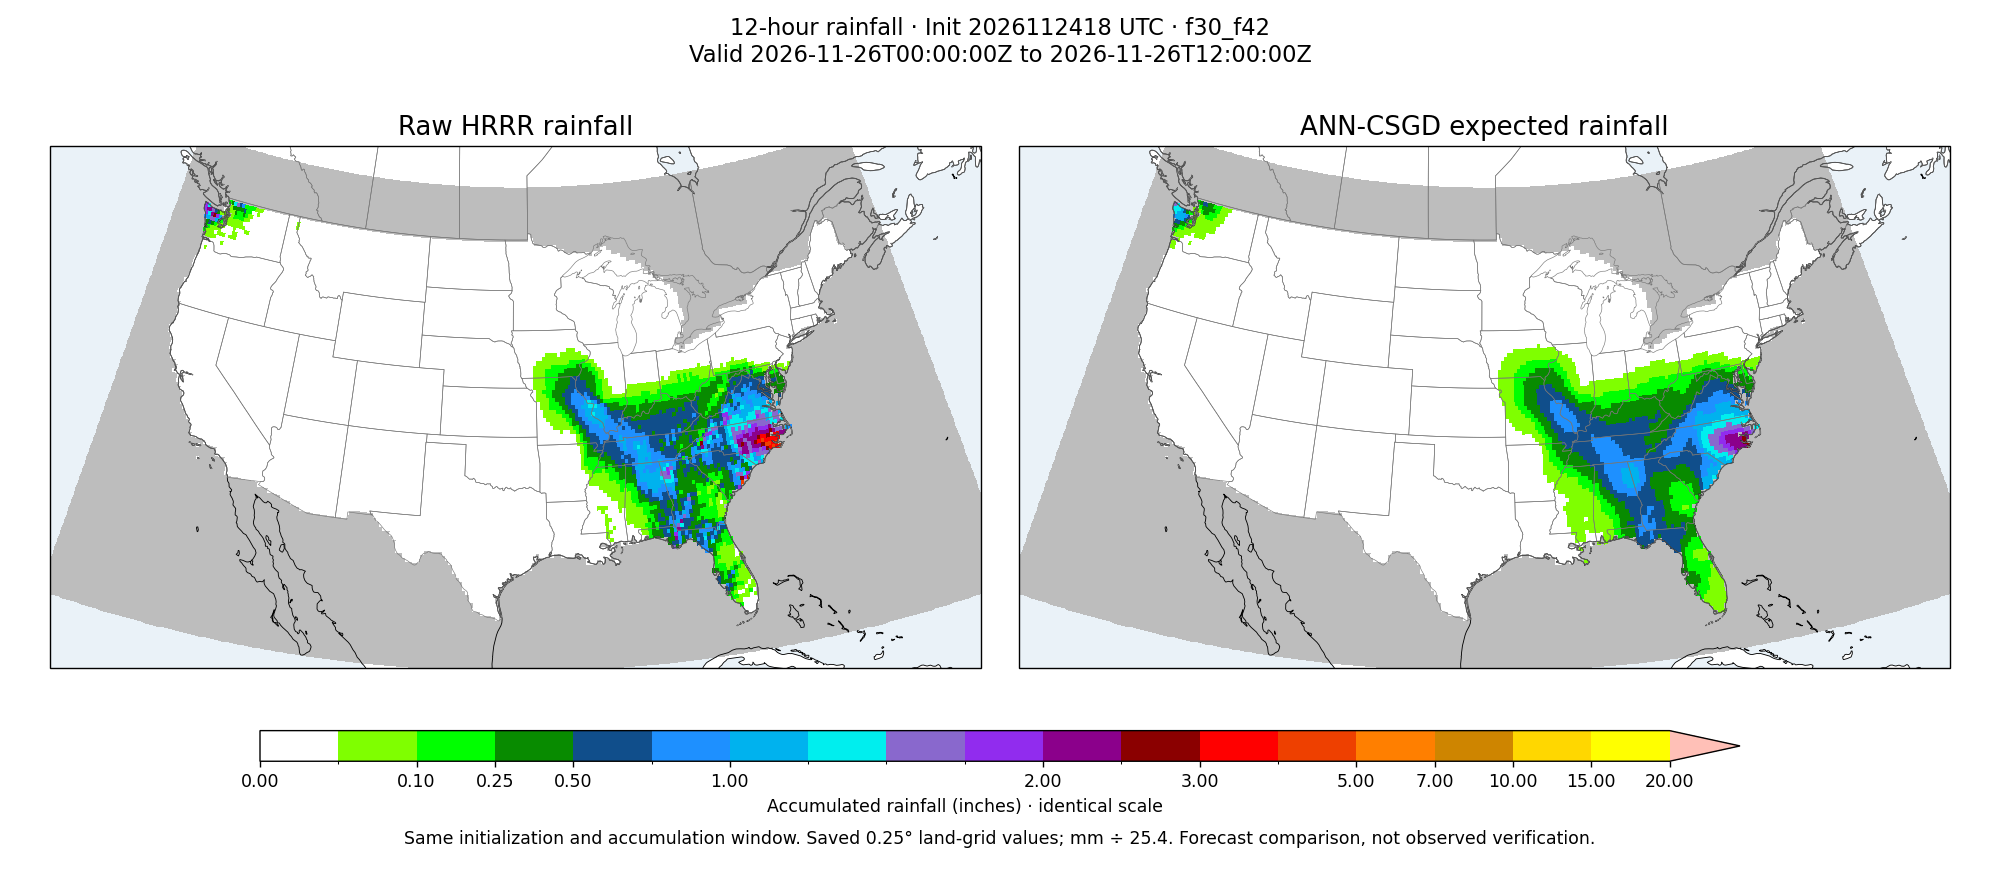 12-hour rainfall · Init 2026112418 UTC · f30_f42
Valid 2026-11-26T00:00:00Z to 2026-11-26T12:00:00Z
Raw HRRR rainfall
ANN-CSGD expected rainfall
0.00 0.10 0.25 0.50 1.00 2.00 3.00 5.00 7.00 10.00 15.00 20.00
Accumulated rainfall (inches) · identical scale
Same initialization and accumulation window. Saved 0.25° land-grid values; mm ÷ 25.4. Forecast comparison, not observed verification.